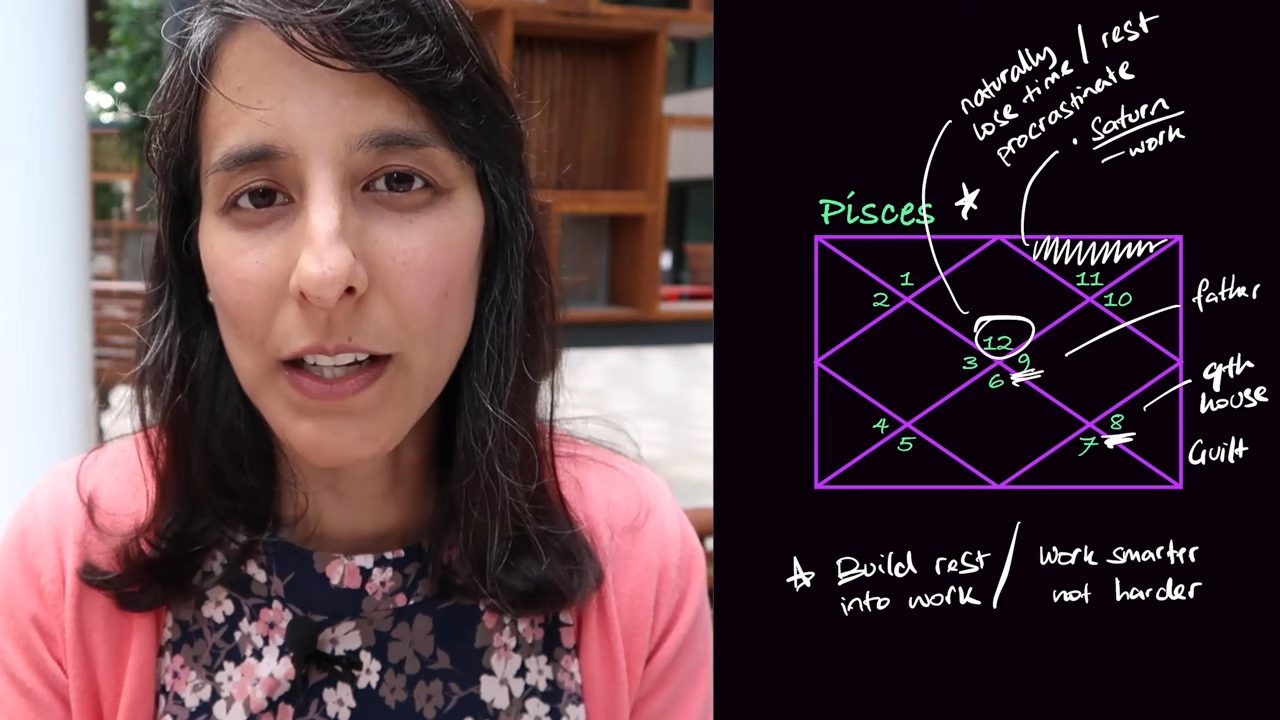 naturally / rest
lose time
procrastinate
• Saturn
– work
Pisces
1
2
11
10
12
3
9
6
4
5
8
7
father
9th
house
Guilt
Build rest / work smarter
into work not harder